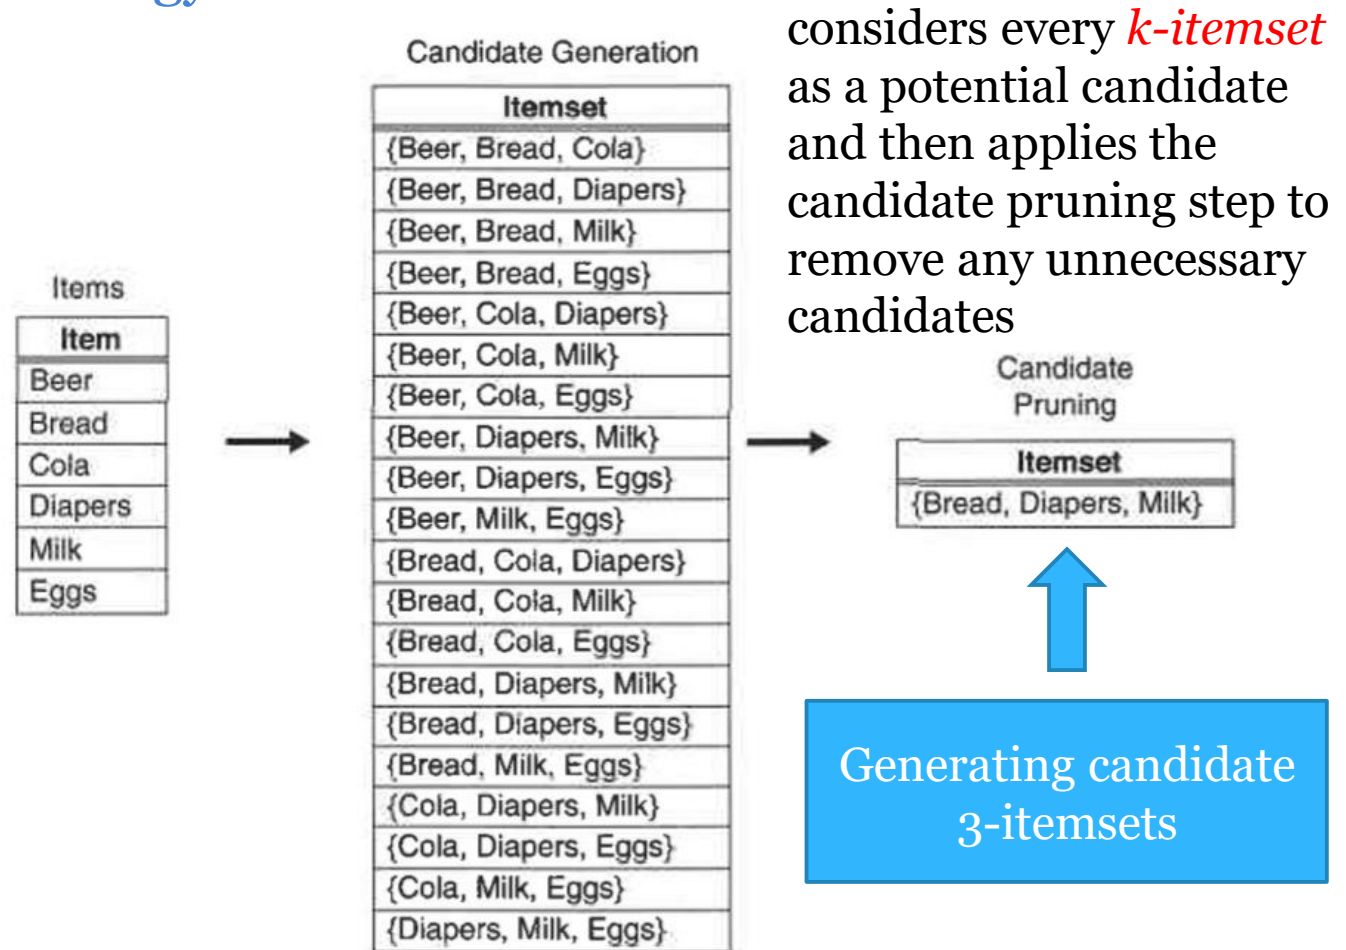 considers every k-itemset
as a potential candidate
and then applies the
candidate pruning step to
remove any unnecessary
candidates
Items
Item
Beer
Bread
Cola
Diapers
Milk
Eggs
Candidate Generation
Itemset
{Beer, Bread, Cola}
{Beer, Bread, Diapers}
{Beer, Bread, Milk}
{Beer, Bread, Eggs}
{Beer, Cola, Diapers}
{Beer, Cola, Milk}
{Beer, Cola, Eggs}
{Beer, Diapers, Milk}
{Beer, Diapers, Eggs}
{Beer, Milk, Eggs}
{Bread, Cola, Diapers}
{Bread, Cola, Milk}
{Bread, Cola, Eggs}
{Bread, Diapers, Milk}
{Bread, Diapers, Eggs}
{Bread, Milk, Eggs}
{Cola, Diapers, Milk}
{Cola, Diapers, Eggs}
{Cola, Milk, Eggs}
{Diapers, Milk, Eggs}
Candidate
Pruning
Itemset
{Bread, Diapers, Milk}
Generating candidate
3-itemsets